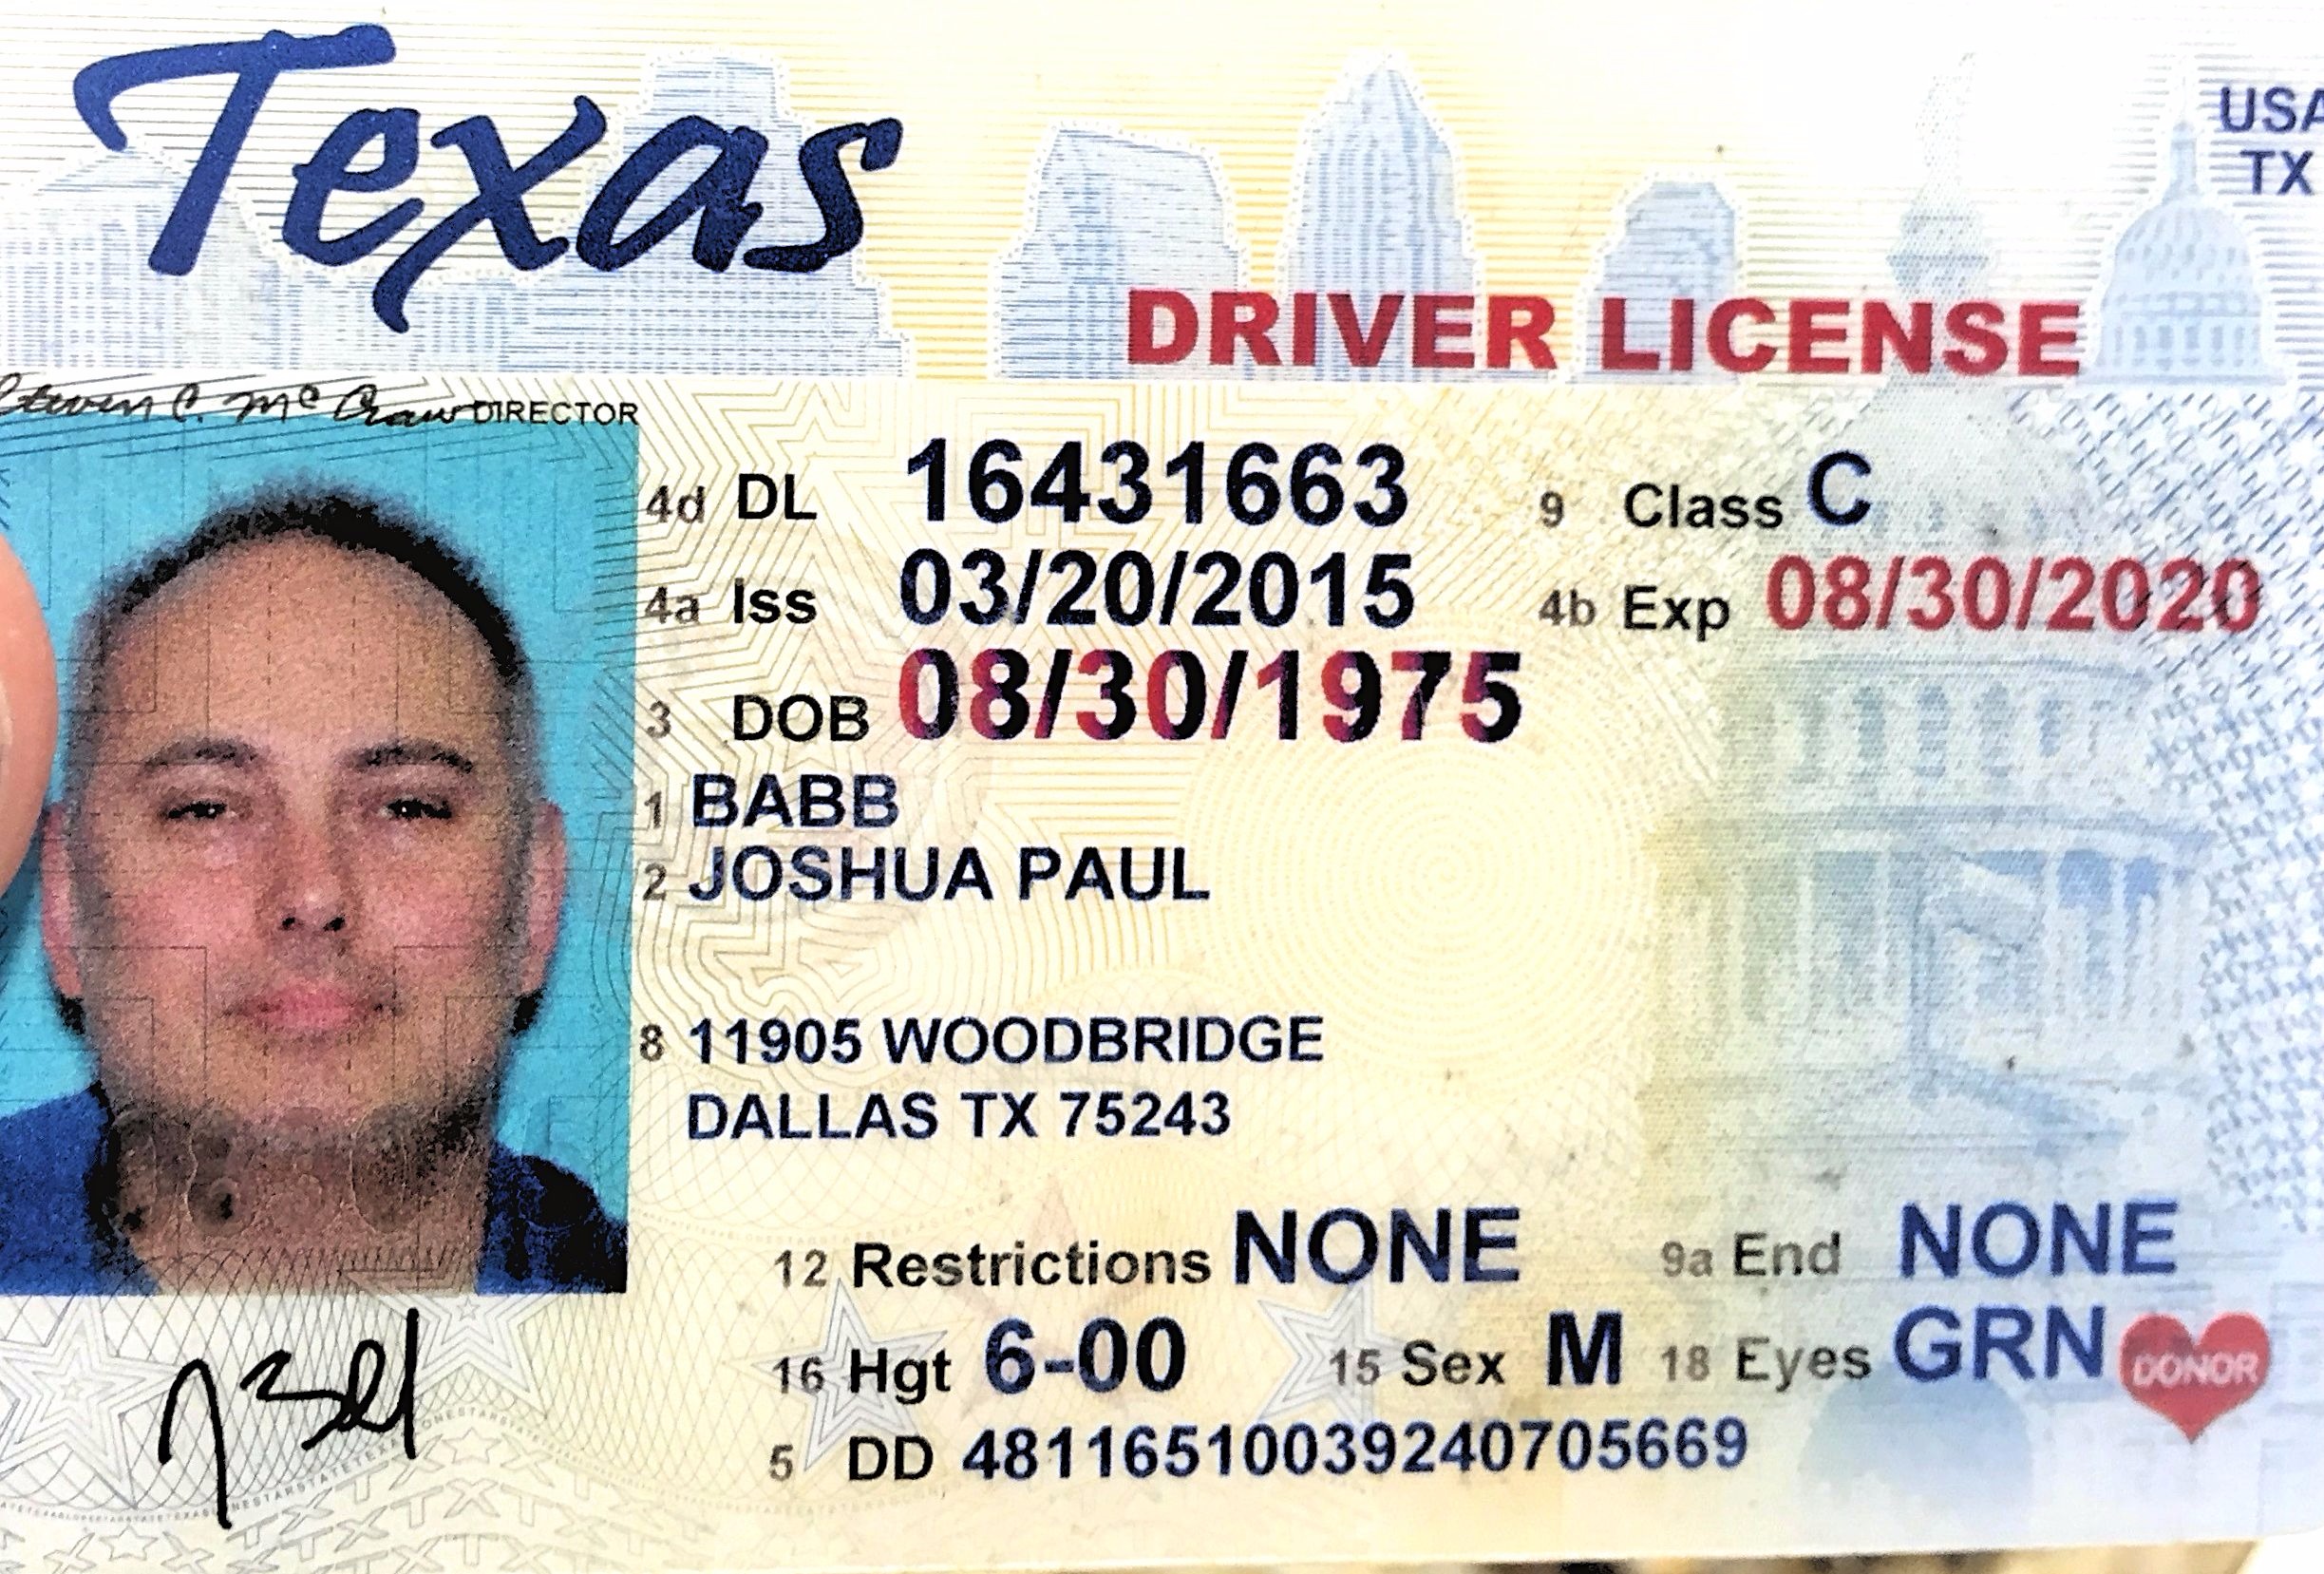 Texas
USA
TX
DRIVER LICENSE
Steven C. McCraw DIRECTOR
4d DL 16431663 9 Class C
4a Iss 03/20/2015 4b Exp 08/30/2020
3 DOB 08/30/1975
1 BABB
2 JOSHUA PAUL
8 11905 WOODBRIDGE
DALLAS TX 75243
12 Restrictions NONE 9a End NONE
16 Hgt 6-00 15 Sex M 18 Eyes GRN DONOR
5 DD 48116510039240705669